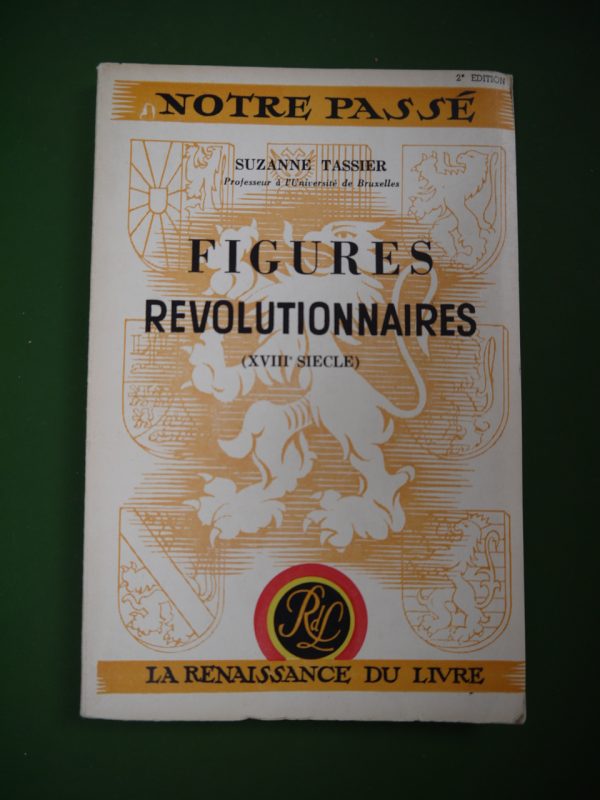 2ᵉ EDITION
NOTRE PASSÉ
SUZANNE TASSIER
Professeur à l'Université de Bruxelles
FIGURES
REVOLUTIONNAIRES
(XVIIIᵉ SIECLE)
RdL
LA RENAISSANCE DU LIVRE